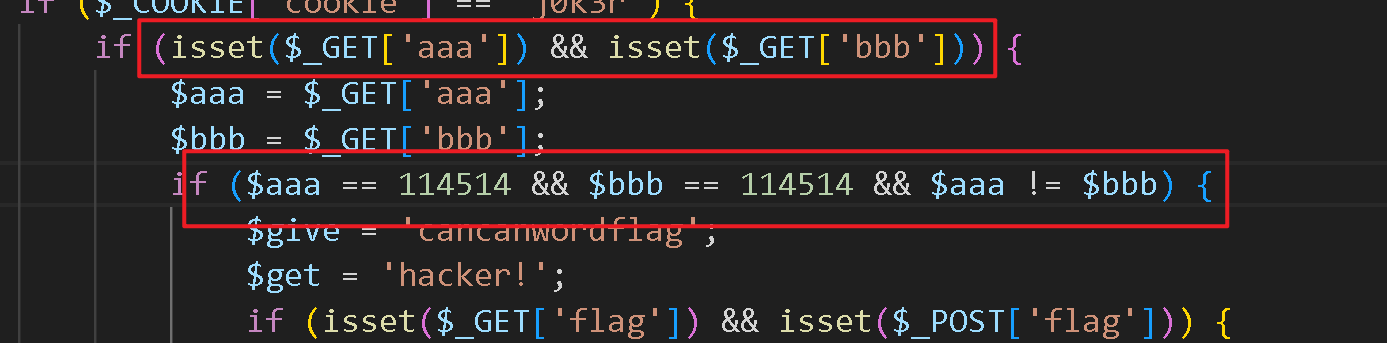 if ($_COOKIE['cookie'] == 'j0k3r') {
if (isset($_GET['aaa']) && isset($_GET['bbb'])) {
$aaa = $_GET['aaa'];
$bbb = $_GET['bbb'];
if ($aaa == 114514 && $bbb == 114514 && $aaa != $bbb) {
$give = 'cancanwordflag';
$get = 'hacker!';
if (isset($_GET['flag']) && isset($_POST['flag'])) {